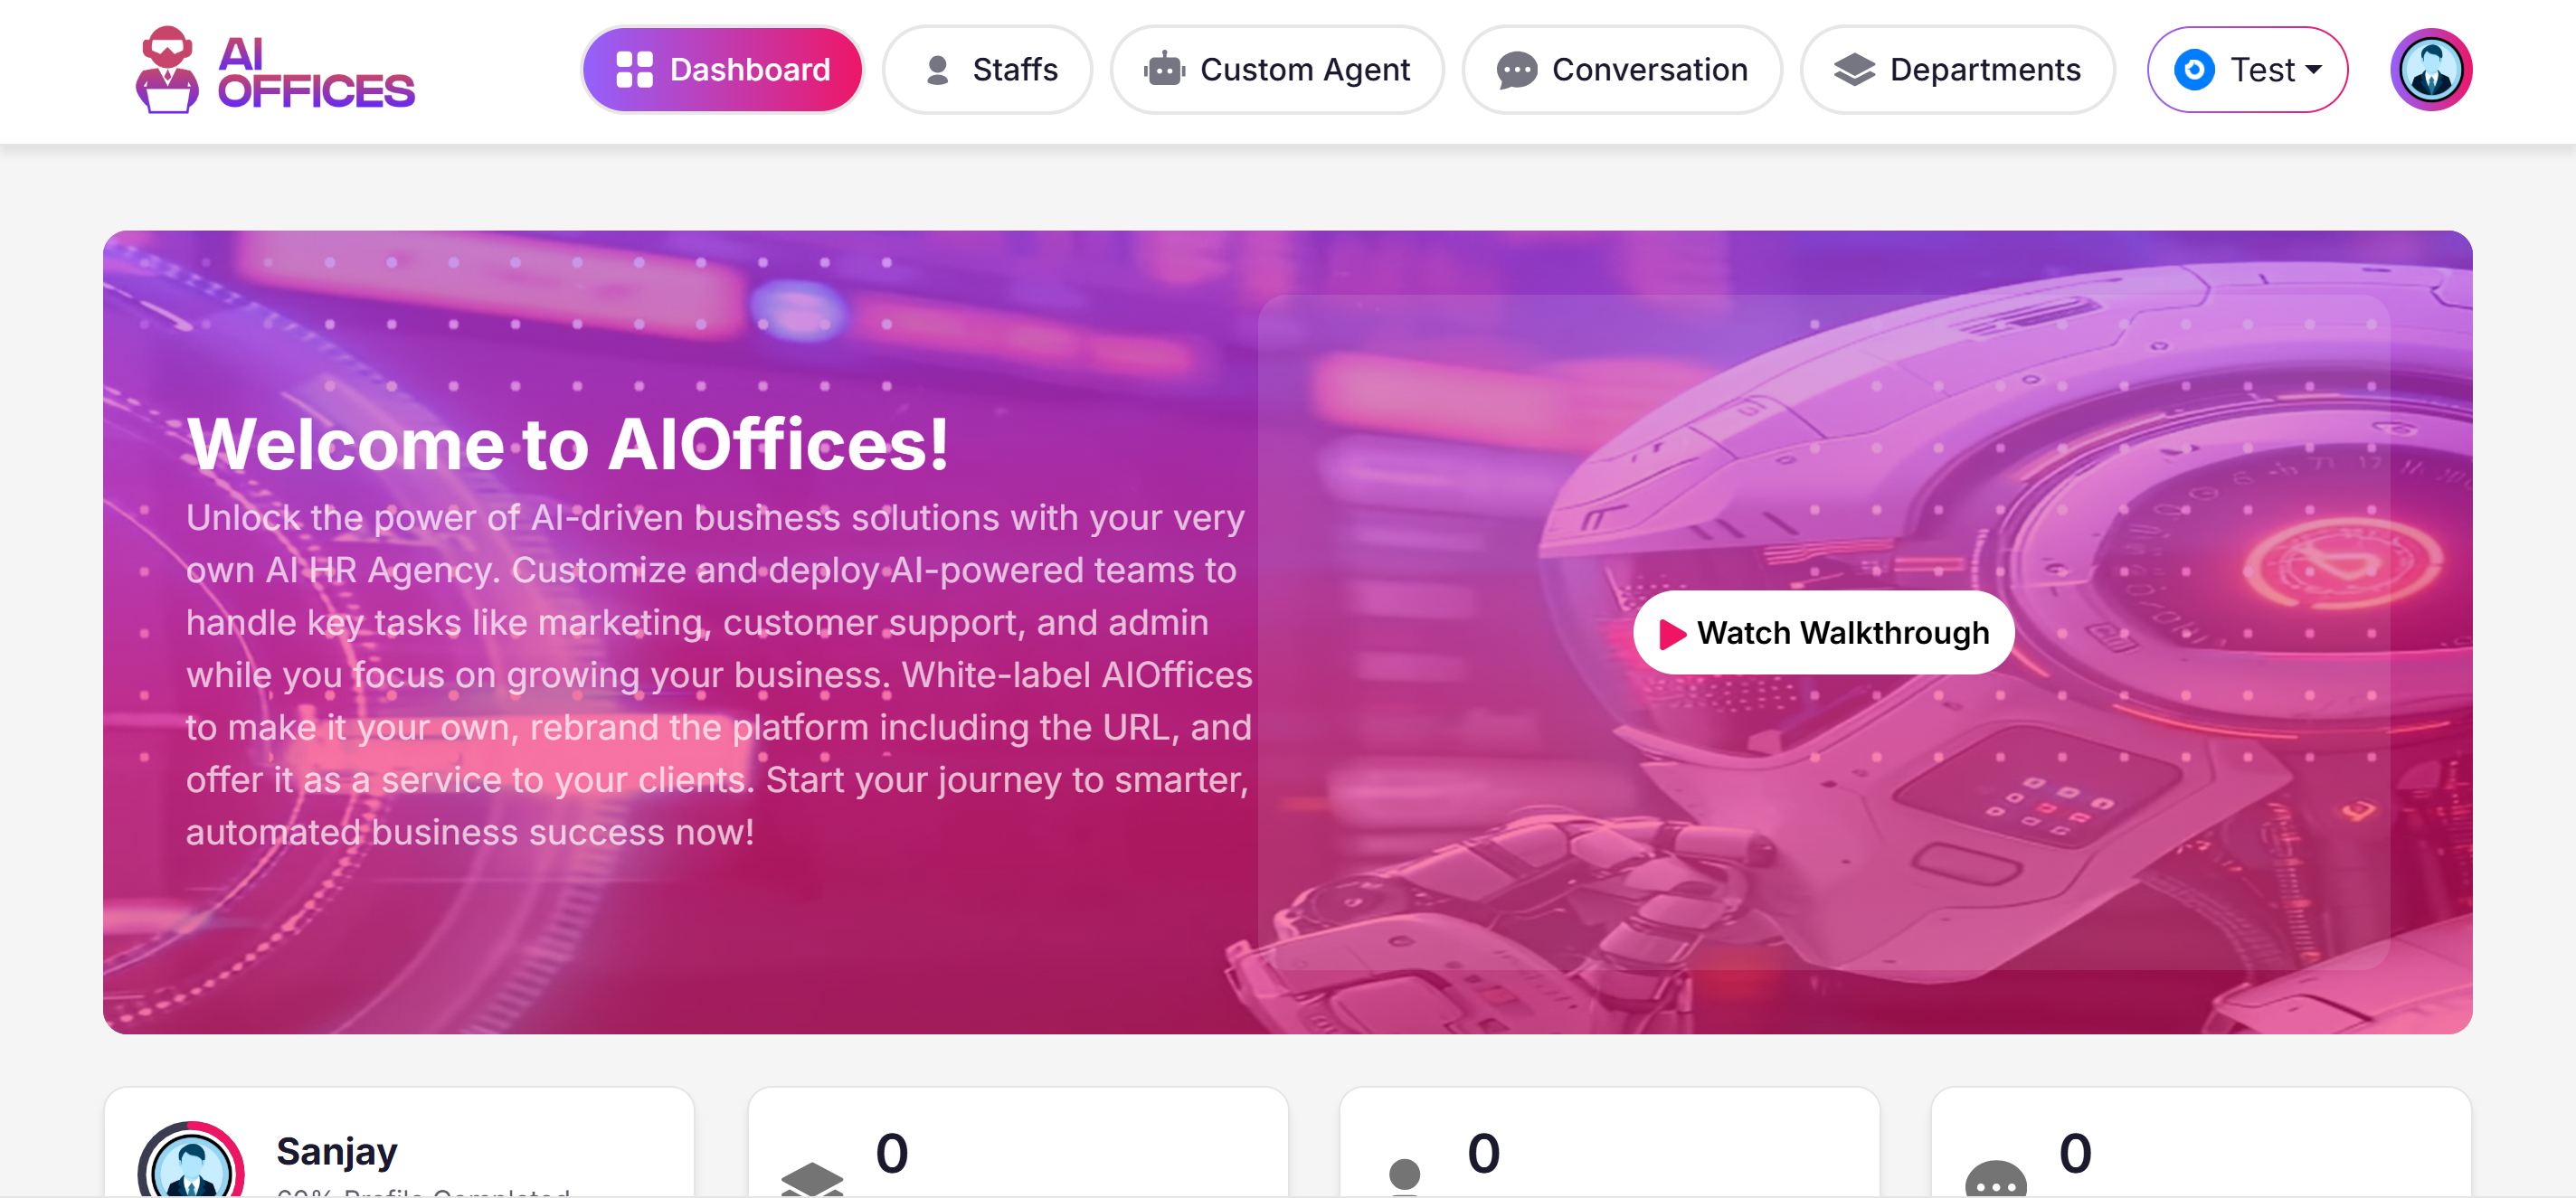 AI
OFFICES
Dashboard
Staffs
Custom Agent
Conversation
Departments
Test
Welcome to AIOffices!
Unlock the power of AI-driven business solutions with your very
own AI HR Agency. Customize and deploy AI-powered teams to
handle key tasks like marketing, customer support, and admin
while you focus on growing your business. White-label AIOffices
to make it your own, rebrand the platform including the URL, and
offer it as a service to your clients. Start your journey to smarter,
automated business success now!
Watch Walkthrough
Sanjay
0
0
0